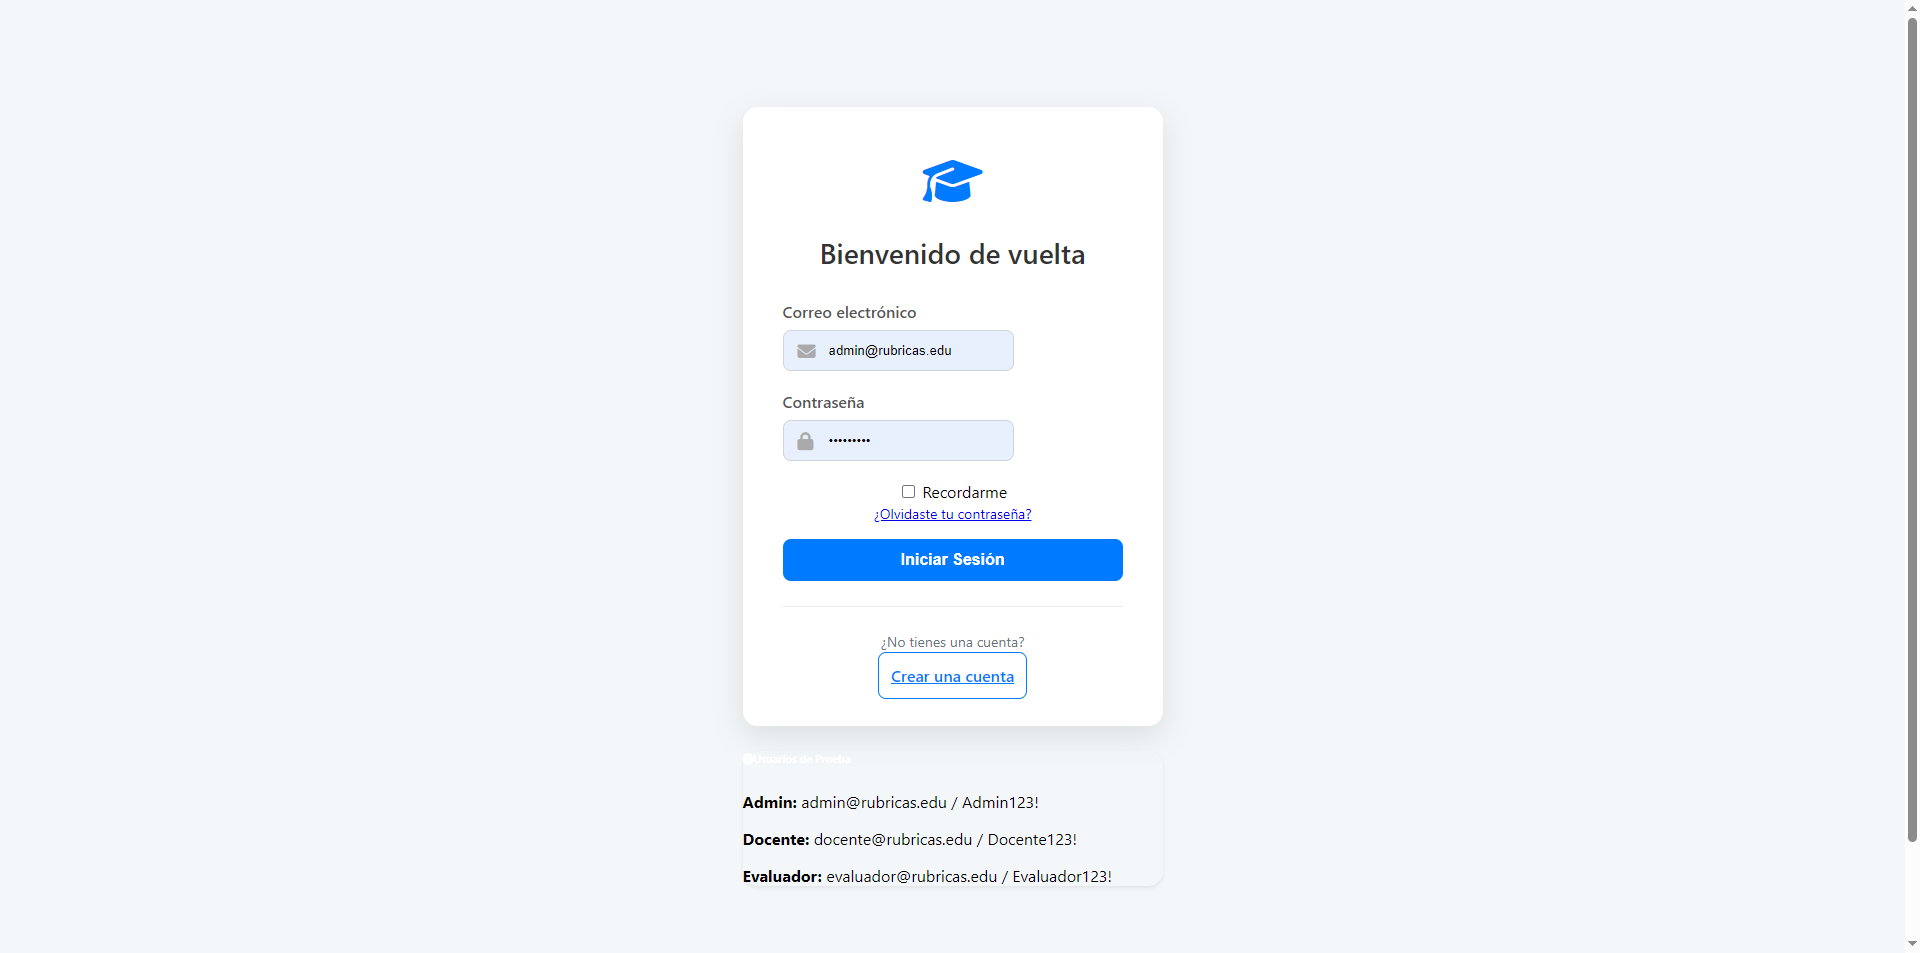 Bienvenido de vuelta
Correo electrónico
admin@rubricas.edu
Contraseña
•••••••••
Recordarme
¿Olvidaste tu contraseña?
Iniciar Sesión
¿No tienes una cuenta?
Crear una cuenta
Usuarios de Prueba
Admin: admin@rubricas.edu / Admin123!
Docente: docente@rubricas.edu / Docente123!
Evaluador: evaluador@rubricas.edu / Evaluador123!